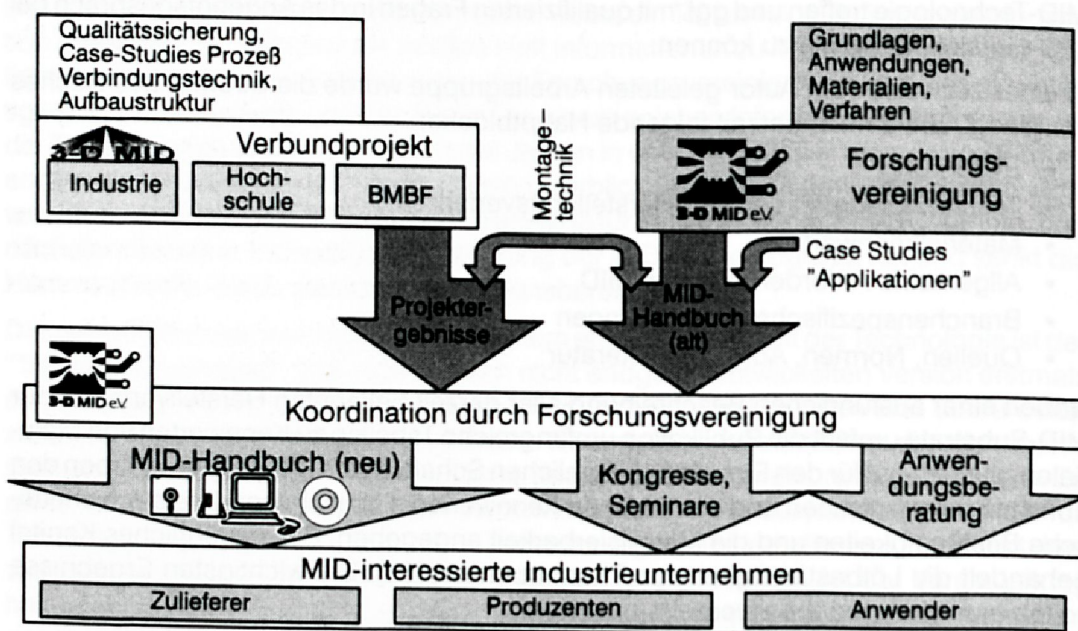 Qualitätssicherung,
Case-Studies Prozeß
Verbindungstechnik,
Aufbaustruktur
3-D MID
Verbundprojekt
Industrie
Hoch-
schule
BMBF
Montage-
technik
Grundlagen,
Anwendungen,
Materialien,
Verfahren
3-D MID e.V.
Forschungs-
vereinigung
Case Studies
"Applikationen"
Projekter-
gebnisse
MID-
Handbuch
(alt)
3-D MID e.V.
Koordination durch Forschungsvereinigung
MID-Handbuch (neu)
Kongresse,
Seminare
Anwen-
dungsbe-
ratung
MID-interessierte Industrieunternehmen
Zulieferer
Produzenten
Anwender